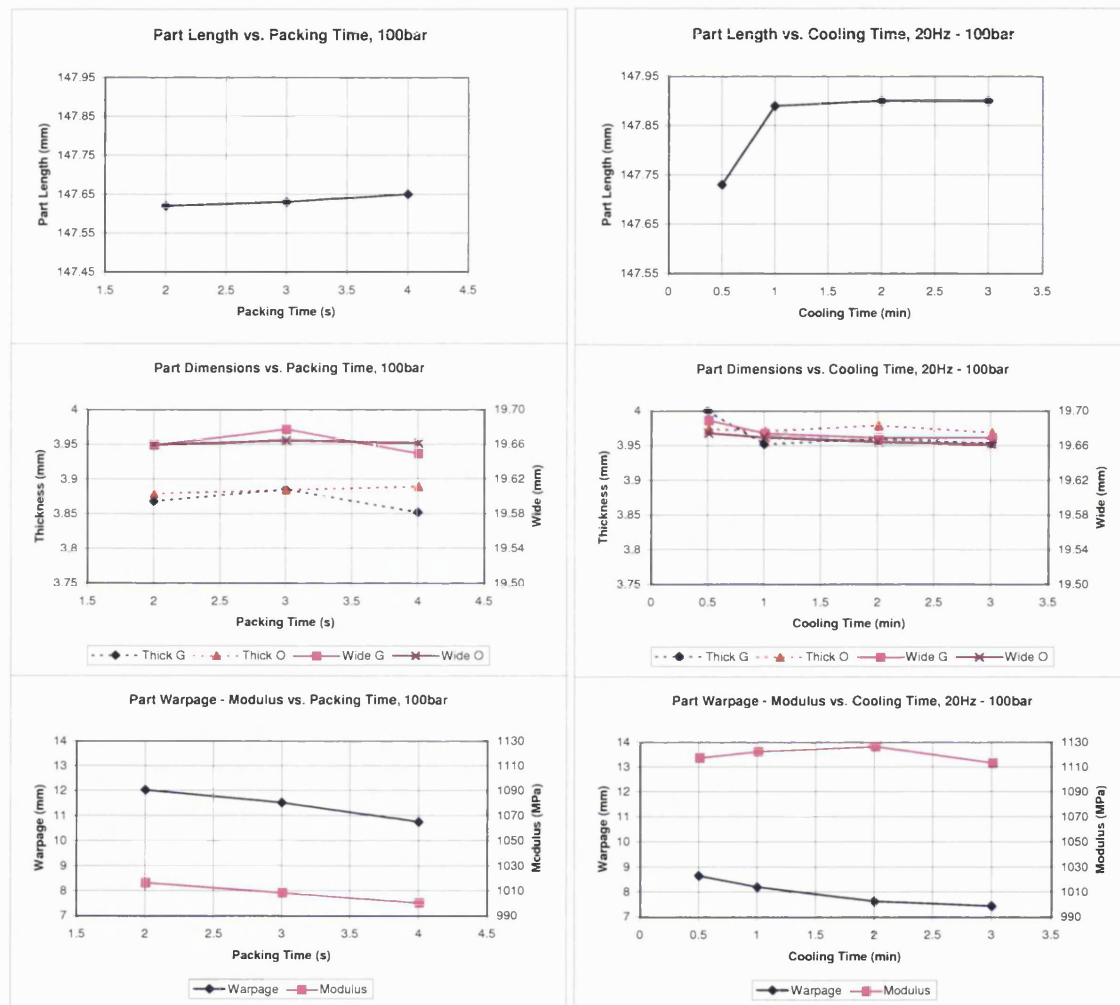 Part Length vs. Packing Time, 100bar
147.95
147.85
147.75
147.65
147.55
147.45
Part Length (mm)
1.5 2 2.5 3 3.5 4 4.5
Packing Time (s)
Part Length vs. Cooling Time, 20Hz - 100bar
147.95
147.85
147.75
147.65
147.55
Part Length (mm)
0 0.5 1 1.5 2 2.5 3 3.5
Cooling Time (min)
Part Dimensions vs. Packing Time, 100bar
4
3.95
3.9
3.85
3.8
3.75
Thickness (mm)
19.70
19.66
19.62
19.58
19.54
19.50
Wide (mm)
1.5 2 2.5 3 3.5 4 4.5
Packing Time (s)
Thick G Thick O Wide G Wide O
Part Dimensions vs. Cooling Time, 20Hz - 100bar
4
3.95
3.9
3.85
3.8
3.75
Thickness (mm)
19.70
19.66
19.62
19.58
19.54
19.50
Wide (mm)
0 0.5 1 1.5 2 2.5 3 3.5
Cooling Time (min)
Thick G Thick O Wide G Wide O
Part Warpage - Modulus vs. Packing Time, 100bar
14
13
12
11
10
9
8
7
Warpage (mm)
1130
1110
1090
1070
1050
1030
1010
990
Modulus (MPa)
1.5 2 2.5 3 3.5 4 4.5
Packing Time (s)
Warpage Modulus
Part Warpage - Modulus vs. Cooling Time, 20Hz - 100bar
14
13
12
11
10
9
8
7
Warpage (mm)
1130
1110
1090
1070
1050
1030
1010
990
Modulus (MPa)
0 0.5 1 1.5 2 2.5 3 3.5
Cooling Time (min)
Warpage Modulus